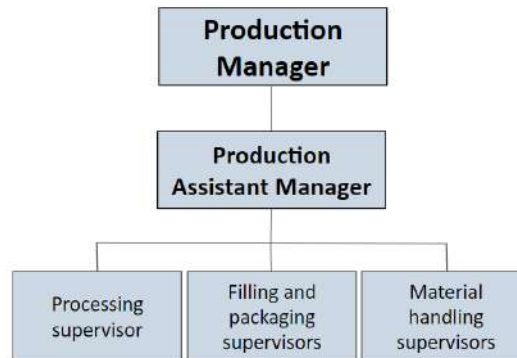 Production
Manager
Production
Assistant Manager
Processing
supervisor
Filling and
packaging
supervisors
Material
handling
supervisors